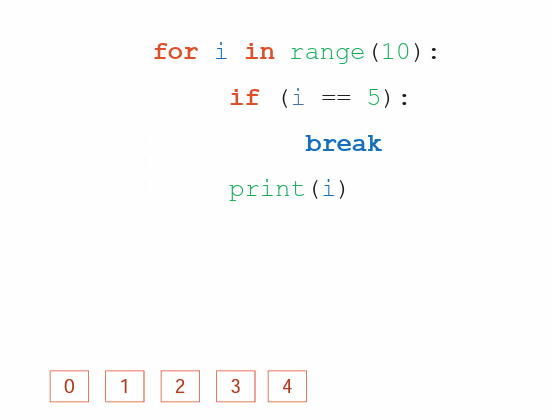 for i in range(10):
if (i == 5):
break
print(i)
0 1 2 3 4